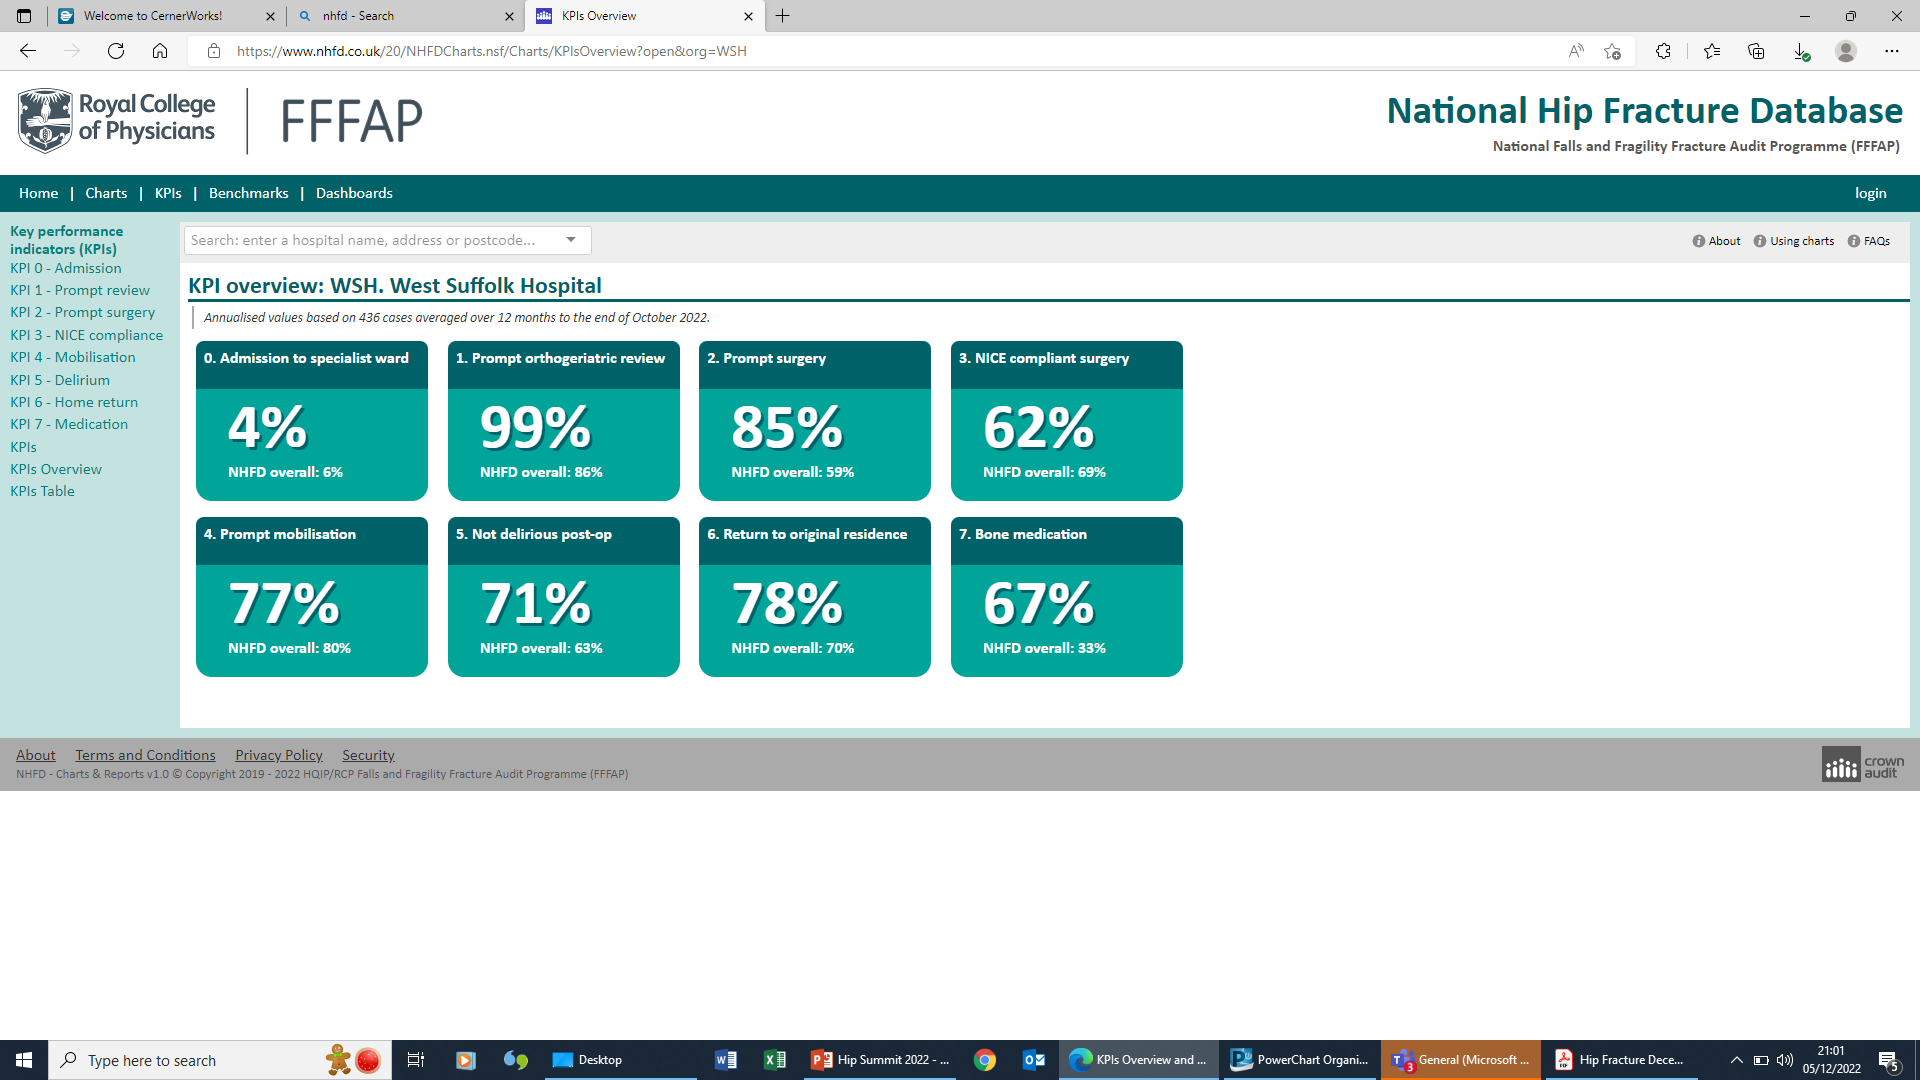 Welcome to CernerWorks!
nhfd - Search
KPIs Overview
https://www.nhfd.co.uk/20/NHFDCharts.nsf/Charts/KPIsOverview?open&org=WSH
Royal College
of Physicians
FFFAP
National Hip Fracture Database
National Falls and Fragility Fracture Audit Programme (FFFAP)
Home | Charts | KPIs | Benchmarks | Dashboards
login
Key performance
indicators (KPIs)
KPI 0 - Admission
KPI 1 - Prompt review
KPI 2 - Prompt surgery
KPI 3 - NICE compliance
KPI 4 - Mobilisation
KPI 5 - Delirium
KPI 6 - Home return
KPI 7 - Medication
KPIs
KPIs Overview
KPIs Table
Search: enter a hospital name, address or postcode...
About
Using charts
FAQs
KPI overview: WSH. West Suffolk Hospital
Annualised values based on 436 cases averaged over 12 months to the end of October 2022.
0. Admission to specialist ward
4%
NHFD overall: 6%
1. Prompt orthogeriatric review
99%
NHFD overall: 86%
2. Prompt surgery
85%
NHFD overall: 59%
3. NICE compliant surgery
62%
NHFD overall: 69%
4. Prompt mobilisation
77%
NHFD overall: 80%
5. Not delirious post-op
71%
NHFD overall: 63%
6. Return to original residence
78%
NHFD overall: 70%
7. Bone medication
67%
NHFD overall: 33%
About Terms and Conditions Privacy Policy Security
NHFD - Charts & Reports v1.0 © Copyright 2019 - 2022 HQIP/RCP Falls and Fragility Fracture Audit Programme (FFFAP)
crown
audit
Type here to search
Desktop
Hip Summit 2022 - ...
KPIs Overview and ...
PowerChart Organi...
General (Microsoft ...
3
Hip Fracture Dece...
21:01
05/12/2022
5